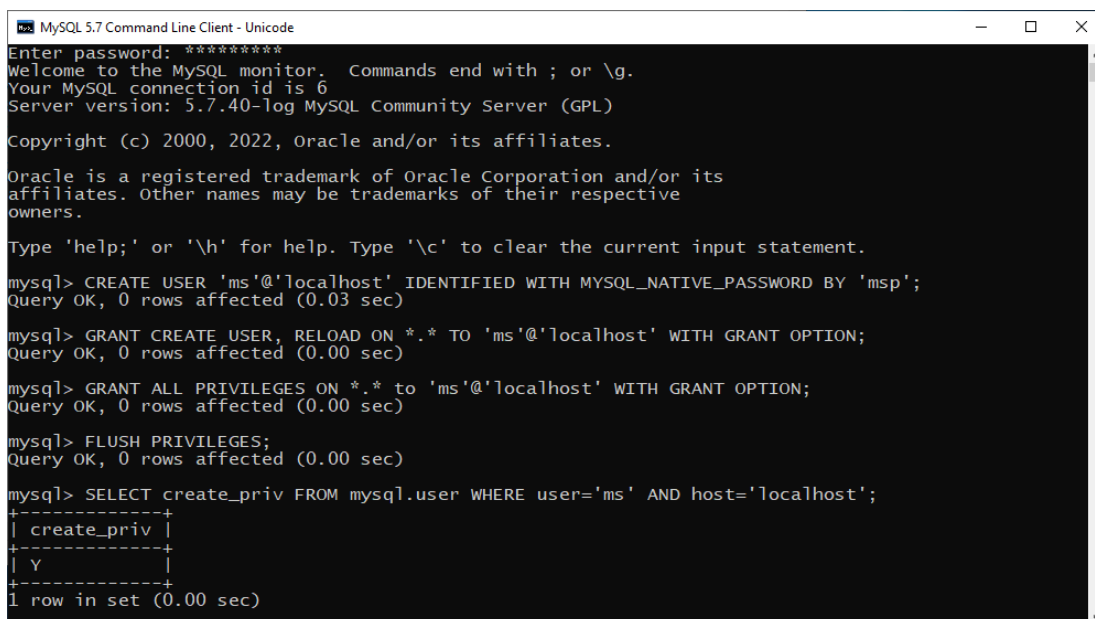 MySQL 5.7 Command Line Client - Unicode
Enter password: *********
Welcome to the MySQL monitor.  Commands end with ; or \g.
Your MySQL connection id is 6
Server version: 5.7.40-log MySQL Community Server (GPL)
Copyright (c) 2000, 2022, Oracle and/or its affiliates.
Oracle is a registered trademark of Oracle Corporation and/or its
affiliates. Other names may be trademarks of their respective
owners.
Type 'help;' or '\h' for help. Type '\c' to clear the current input statement.
mysql> CREATE USER 'ms'@'localhost' IDENTIFIED WITH MYSQL_NATIVE_PASSWORD BY 'msp';
Query OK, 0 rows affected (0.03 sec)
mysql> GRANT CREATE USER, RELOAD ON *.* TO 'ms'@'localhost' WITH GRANT OPTION;
Query OK, 0 rows affected (0.00 sec)
mysql> GRANT ALL PRIVILEGES ON *.* to 'ms'@'localhost' WITH GRANT OPTION;
Query OK, 0 rows affected (0.00 sec)
mysql> FLUSH PRIVILEGES;
Query OK, 0 rows affected (0.00 sec)
mysql> SELECT create_priv FROM mysql.user WHERE user='ms' AND host='localhost';
+-------------+
| create_priv |
+-------------+
| Y           |
+-------------+
1 row in set (0.00 sec)